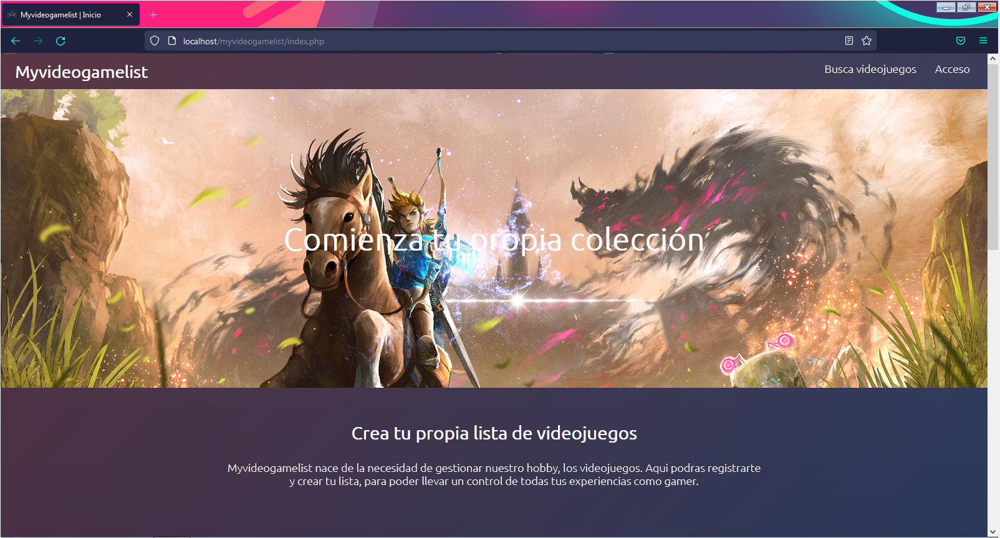 Myvideogamelist | Inicio
localhost/myvideogamelist/index.php
Myvideogamelist
Busca videojuegos
Acceso
Comienza tu propia colección
Crea tu propia lista de videojuegos
Myvideogamelist nace de la necesidad de gestionar nuestro hobby, los videojuegos. Aqui podras registrarte
y crear tu lista, para poder llevar un control de todas tus experiencias como gamer.